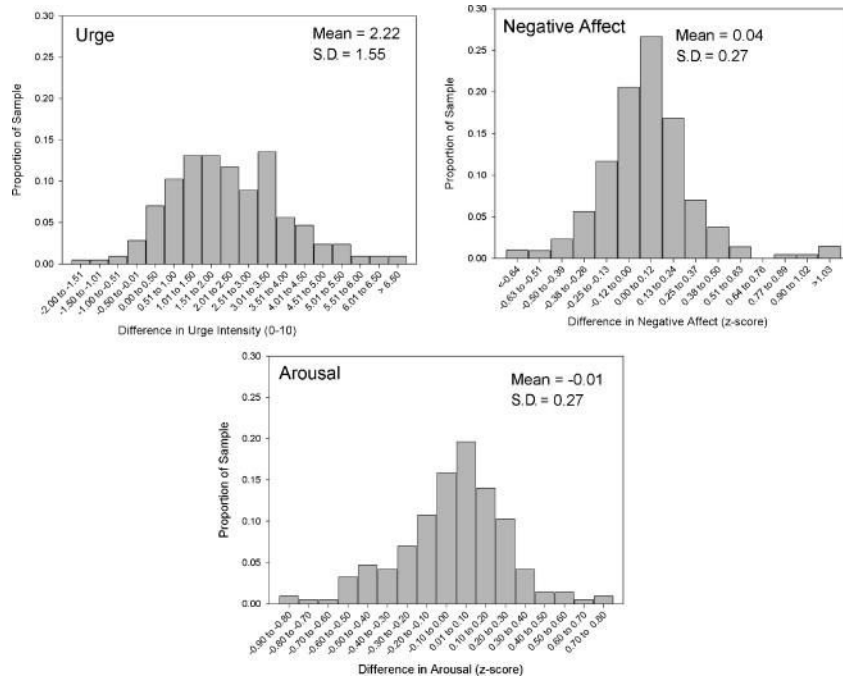 Urge
Mean = 2.22
S.D. = 1.55
0.30
0.25
0.20
0.15
0.10
0.05
0.00
Proportion of Sample
-2.00 to -1.51
-1.50 to -1.01
-1.00 to -0.51
-0.50 to -0.01
0.00 to 0.50
0.51 to 1.00
1.01 to 1.50
1.51 to 2.00
2.01 to 2.50
2.51 to 3.00
3.01 to 3.50
3.51 to 4.00
4.01 to 4.50
4.51 to 5.00
5.01 to 5.50
5.51 to 6.00
6.01 to 6.50
> 6.50
Difference in Urge Intensity (0-10)
Negative Affect
Mean = 0.04
S.D. = 0.27
0.30
0.25
0.20
0.15
0.10
0.05
0.00
Proportion of Sample
<-0.64
-0.63 to -0.51
-0.50 to -0.39
-0.38 to -0.26
-0.25 to -0.13
-0.12 to 0.00
0.00 to 0.12
0.13 to 0.24
0.25 to 0.37
0.38 to 0.50
0.51 to 0.63
0.64 to 0.76
0.77 to 0.89
0.90 to 1.02
>1.03
Difference in Negative Affect (z-score)
Arousal
Mean = -0.01
S.D. = 0.27
0.30
0.25
0.20
0.15
0.10
0.05
0.00
Proportion of Sample
-0.90 to -0.80
-0.80 to -0.70
-0.70 to -0.60
-0.60 to -0.50
-0.50 to -0.40
-0.40 to -0.30
-0.30 to -0.20
-0.20 to -0.10
-0.10 to 0.00
0.01 to 0.10
0.10 to 0.20
0.20 to 0.30
0.30 to 0.40
0.40 to 0.50
0.50 to 0.60
0.60 to 0.70
0.70 to 0.80
Difference in Arousal (z-score)